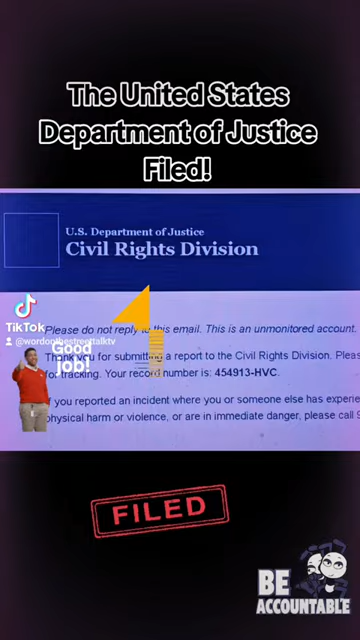 The United States
Department of Justice
Filed!
U.S. Department of Justice
Civil Rights Division
TikTok
@wordonthestreettalktv
Please do not reply to this email. This is an unmonitored account.
Good
job!
Thank you for submitting a report to the Civil Rights Division. Pleas
for tracking. Your record number is: 454913-HVC.
If you reported an incident where you or someone else has experie
physical harm or violence, or are in immediate danger, please call 9
FILED
BE
ACCOUNTABLE